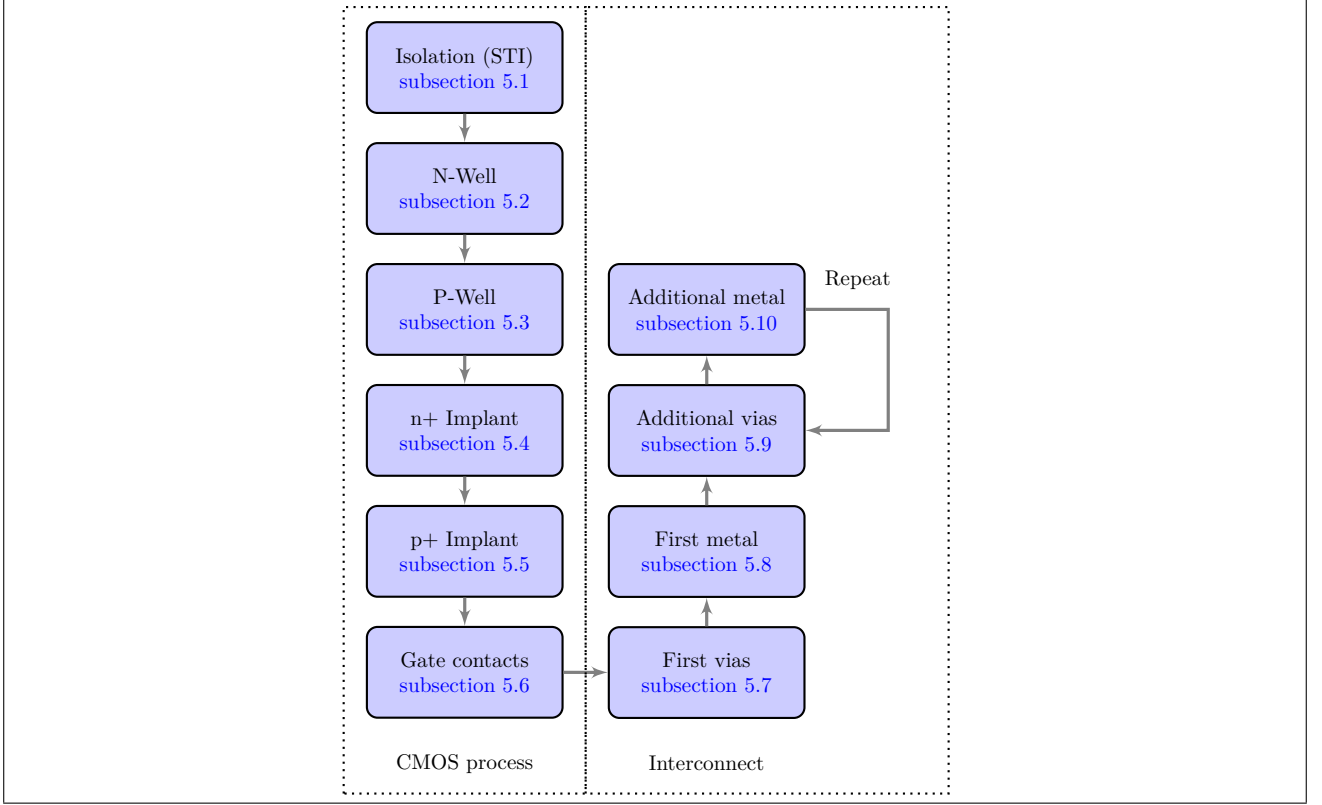 Isolation (STI)
subsection 5.1
N-Well
subsection 5.2
P-Well
subsection 5.3
n+ Implant
subsection 5.4
p+ Implant
subsection 5.5
Gate contacts
subsection 5.6
CMOS process
Repeat
Additional metal
subsection 5.10
Additional vias
subsection 5.9
First metal
subsection 5.8
First vias
subsection 5.7
Interconnect